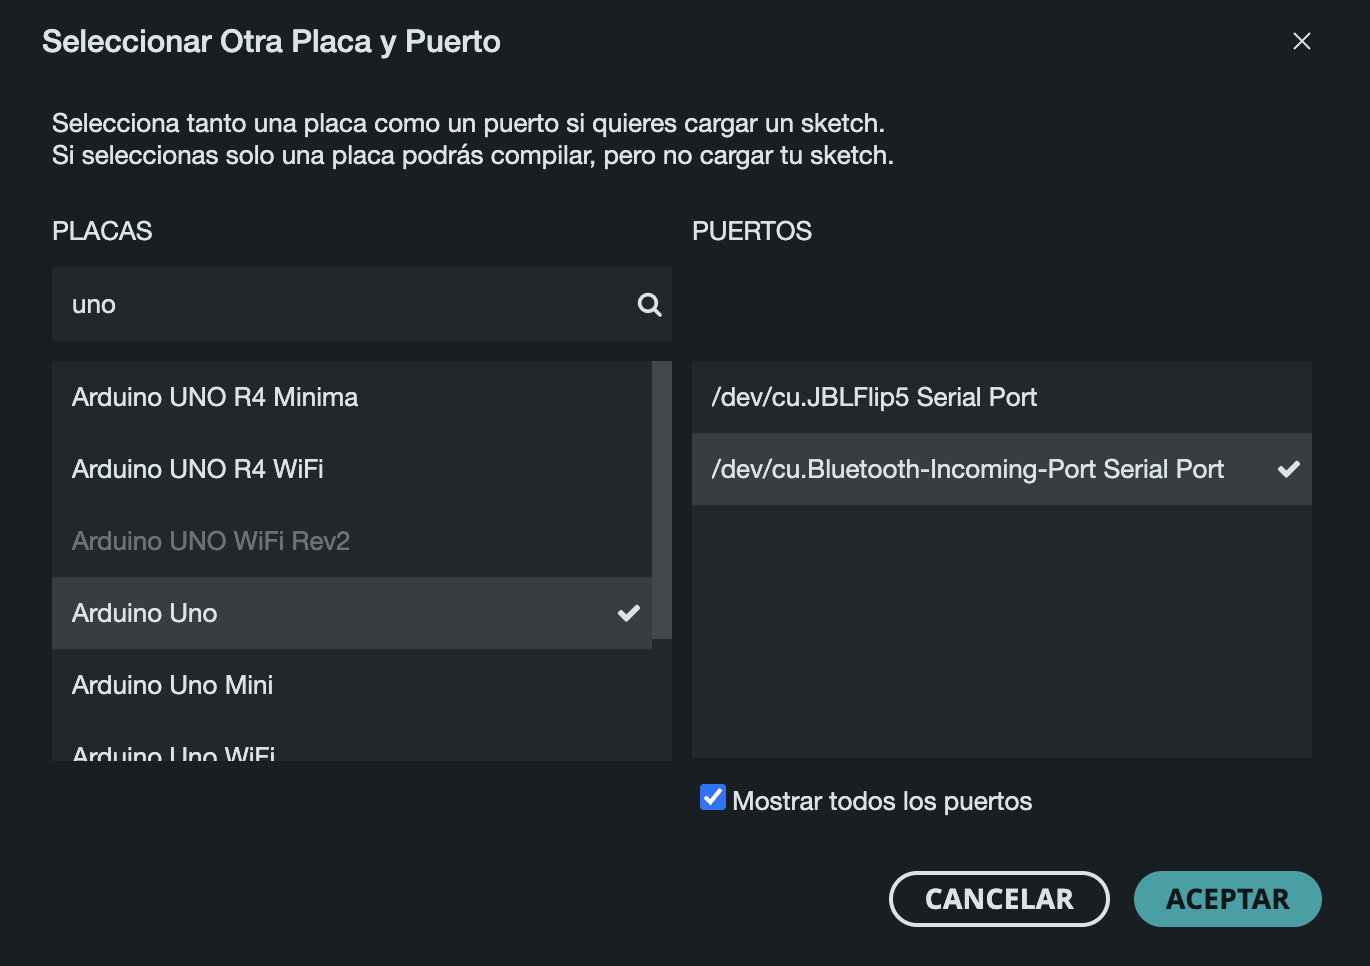 Seleccionar Otra Placa y Puerto
Selecciona tanto una placa como un puerto si quieres cargar un sketch.
Si seleccionas solo una placa podrás compilar, pero no cargar tu sketch.
PLACAS
uno
Arduino UNO R4 Minima
Arduino UNO R4 WiFi
Arduino UNO WiFi Rev2
Arduino Uno
Arduino Uno Mini
Arduino Uno WiFi
PUERTOS
/dev/cu.JBLFlip5 Serial Port
/dev/cu.Bluetooth-Incoming-Port Serial Port
Mostrar todos los puertos
CANCELAR
ACEPTAR